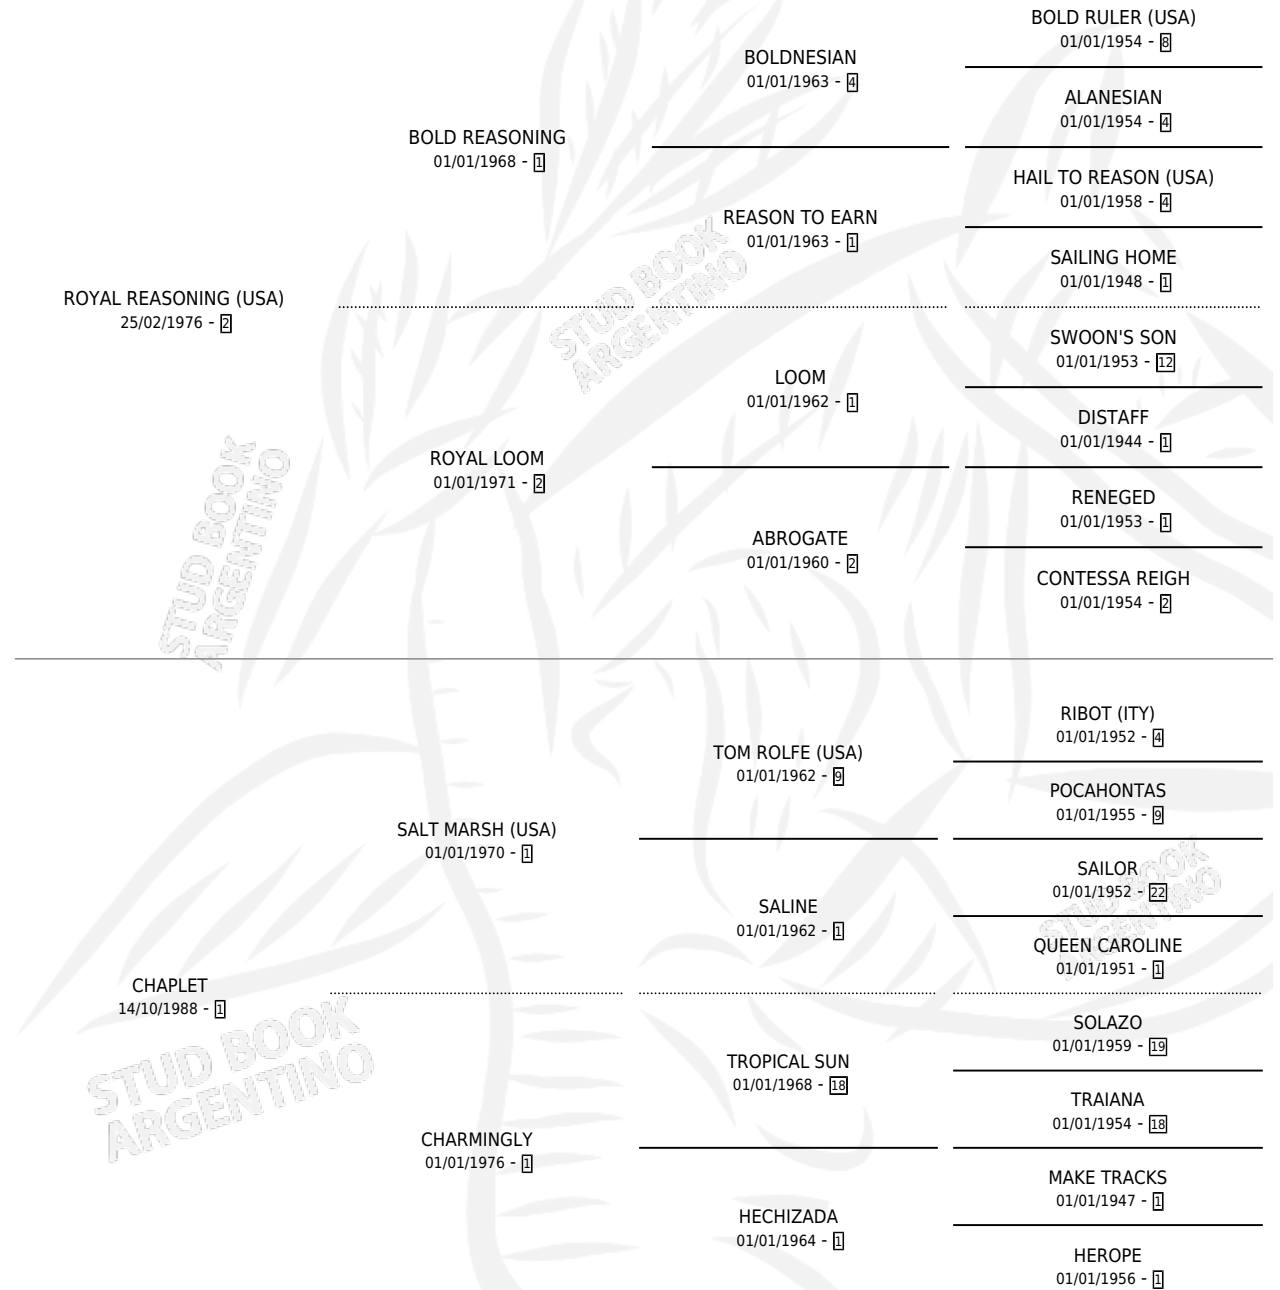 BOLD RULER (USA)
01/01/1954 - 8
BOLDNESIAN
01/01/1963 - 4
ALANESIAN
01/01/1954 - 4
BOLD REASONING
01/01/1968 - 1
HAIL TO REASON (USA)
01/01/1958 - 4
REASON TO EARN
01/01/1963 - 1
SAILING HOME
01/01/1948 - 1
ROYAL REASONING (USA)
25/02/1976 - 2
SWOON'S SON
01/01/1953 - 12
LOOM
01/01/1962 - 1
DISTAFF
01/01/1944 - 1
ROYAL LOOM
01/01/1971 - 2
RENEGED
01/01/1953 - 1
ABROGATE
01/01/1960 - 2
CONTESSA REIGH
01/01/1954 - 2
RIBOT (ITY)
01/01/1952 - 4
TOM ROLFE (USA)
01/01/1962 - 9
POCAHONTAS
01/01/1955 - 9
SALT MARSH (USA)
01/01/1970 - 1
SAILOR
01/01/1952 - 22
SALINE
01/01/1962 - 1
QUEEN CAROLINE
01/01/1951 - 1
CHAPLET
14/10/1988 - 1
SOLAZO
01/01/1959 - 19
TROPICAL SUN
01/01/1968 - 18
TRAIANA
01/01/1954 - 18
CHARMINGLY
01/01/1976 - 1
MAKE TRACKS
01/01/1947 - 1
HECHIZADA
01/01/1964 - 1
HEROPE
01/01/1956 - 1
STUD BOOK
ARGENTINO
STUD BOOK
ARGENTINO
STUD BOOK
ARGENTINO
STUD BOOK
ARGENTINO